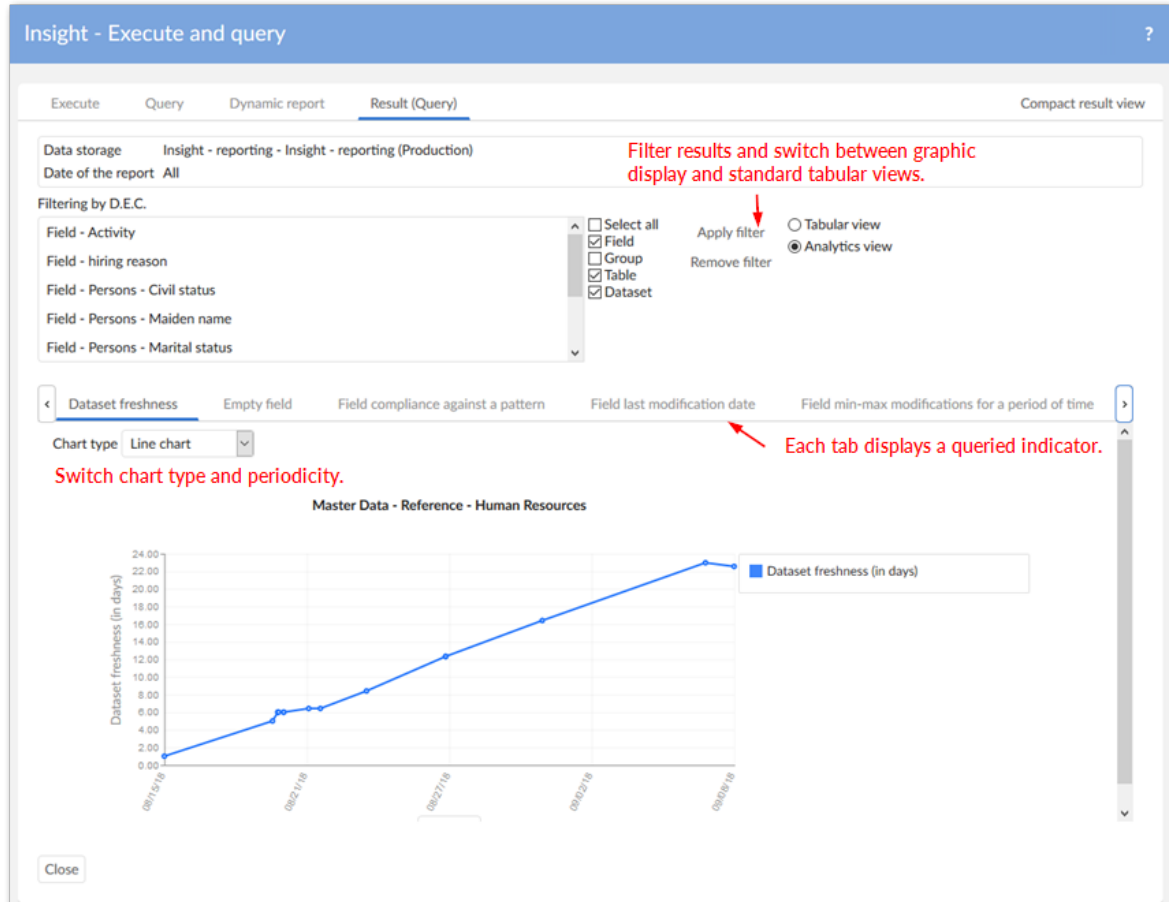 Insight - Execute and query
?
Execute
Query
Dynamic report
Result (Query)
Compact result view
Data storage Insight - reporting - Insight - reporting (Production)
Date of the report All
Filter results and switch between graphic
display and standard tabular views.
Filtering by D.E.C.
Field - Activity
Field - hiring reason
Field - Persons - Civil status
Field - Persons - Maiden name
Field - Persons - Marital status
Select all
Field
Group
Table
Dataset
Apply filter
Remove filter
Tabular view
Analytics view
Dataset freshness
Empty field
Field compliance against a pattern
Field last modification date
Field min-max modifications for a period of time
Chart type Line chart
Each tab displays a queried indicator.
Switch chart type and periodicity.
Master Data - Reference - Human Resources
Dataset freshness (in days)
24.00
22.00
20.00
18.00
16.00
14.00
12.00
10.00
8.00
6.00
4.00
2.00
0.00
08/15/18
08/21/18
08/27/18
09/02/18
09/08/18
Dataset freshness (in days)
Close